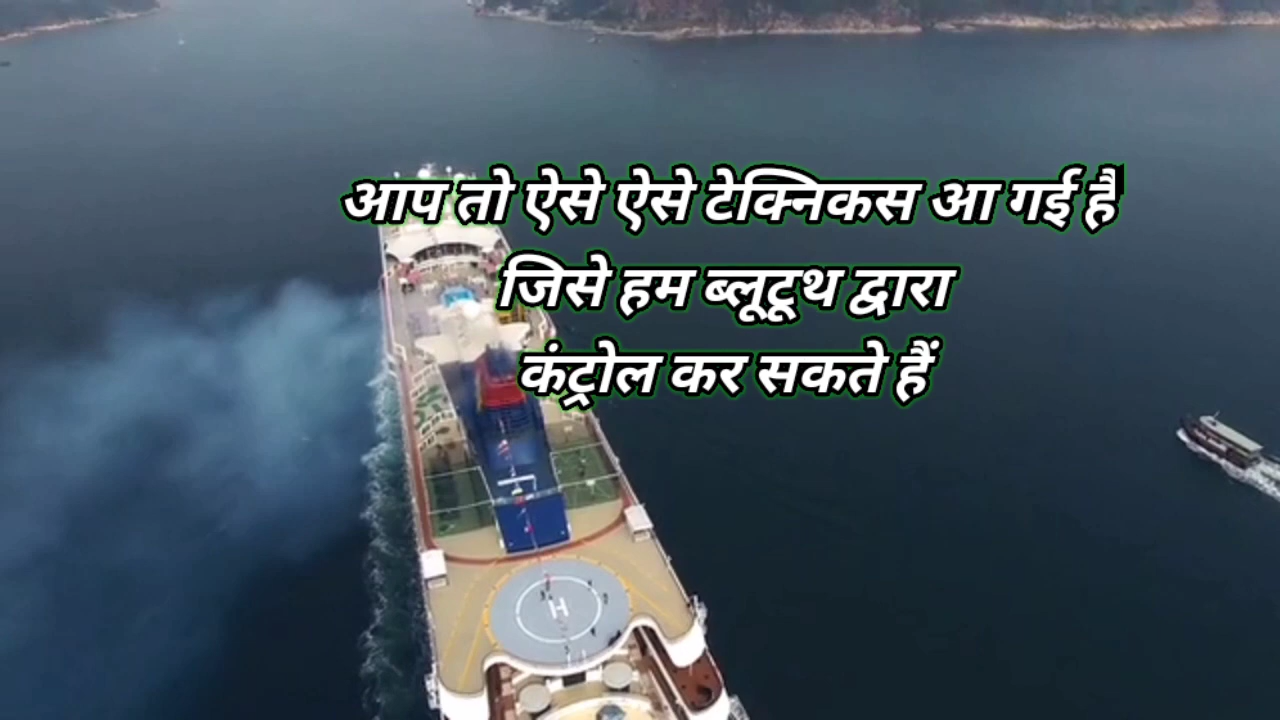 आप तो ऐसे ऐसे टेक्निकस आ गई है
जिसे हम ब्लूटूथ द्वारा
कंट्रोल कर सकते हैं
H